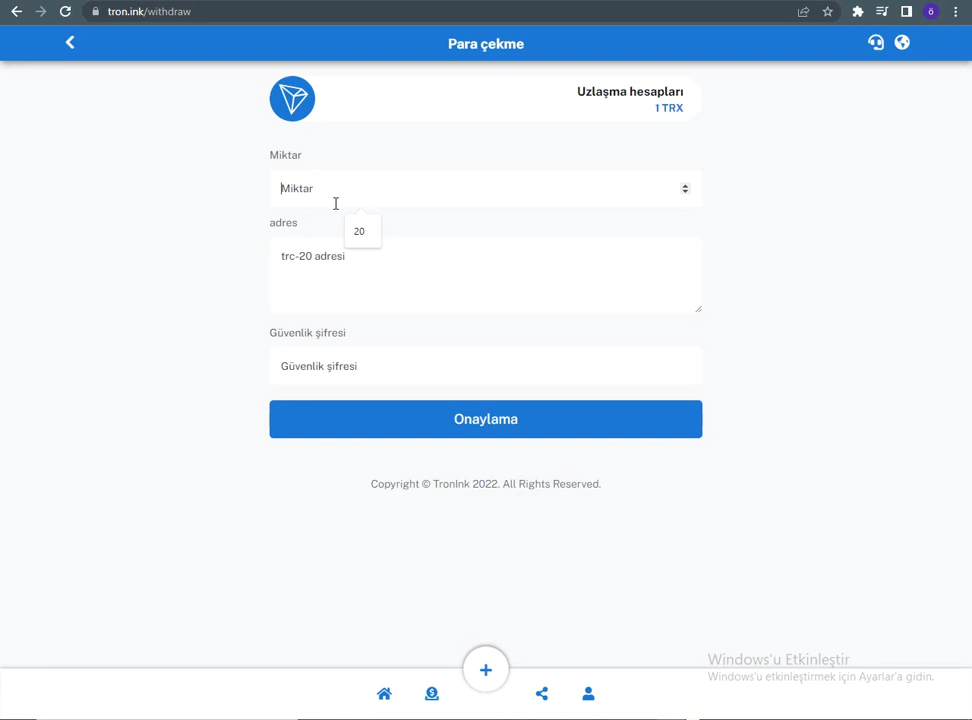 tron.ink/withdraw
ö
Para çekme
Uzlaşma hesapları
1 TRX
Miktar
Miktar
20
adres
trc-20 adresi
Güvenlik şifresi
Güvenlik şifresi
Onaylama
Copyright © TronInk 2022. All Rights Reserved.
Windows'u Etkinleştir
Windows'u etkinleştirmek için Ayarlar'a gidin.